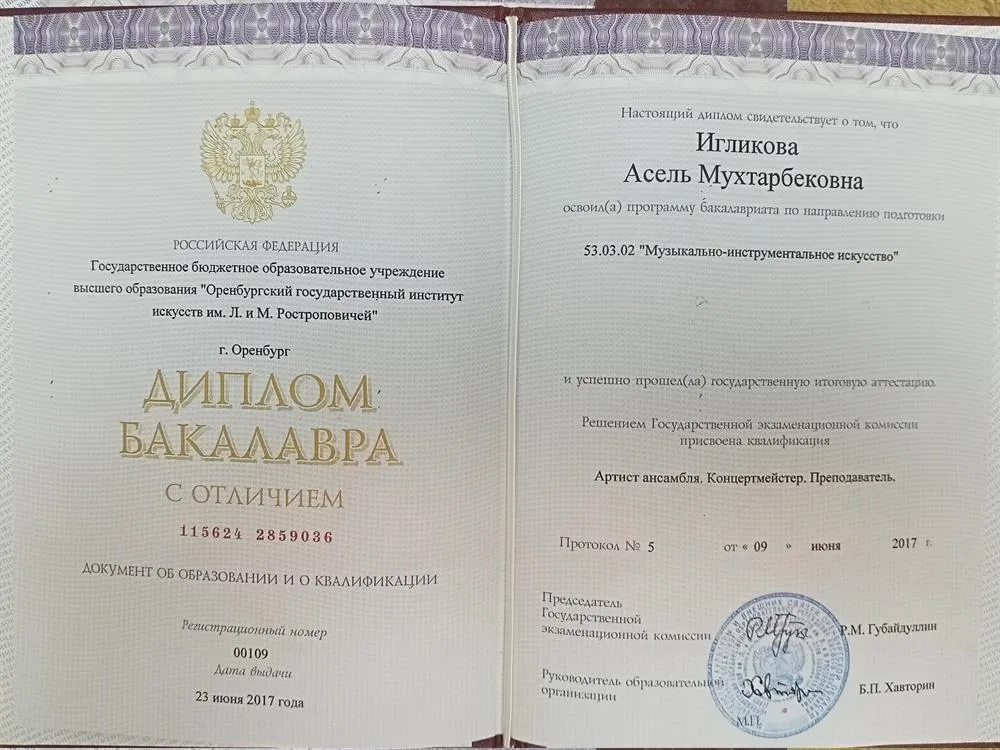 РОССИЙСКАЯ ФЕДЕРАЦИЯ
Государственное бюджетное образовательное учреждение
высшего образования "Оренбургский государственный институт
искусств им. Л. и М. Ростроповичей"
г. Оренбург
ДИПЛОМ
БАКАЛАВРА
С ОТЛИЧИЕМ
115624 2859036
ДОКУМЕНТ ОБ ОБРАЗОВАНИИ И О КВАЛИФИКАЦИИ
Регистрационный номер
00109
Дата выдачи
23 июня 2017 года
Настоящий диплом свидетельствует о том, что
Игликова
Асель Мухтарбековна
освоил(а) программу бакалавриата по направлению подготовки
53.03.02 "Музыкально-инструментальное искусство"
и успешно прошел(ла) государственную итоговую аттестацию.
Решением Государственной экзаменационной комиссии
присвоена квалификация
Артист ансамбля. Концертмейстер. Преподаватель.
Протокол № 5 от « 09 » июня 2017 г.
Председатель
Государственной
экзаменационной комиссии Р.М. Губайдуллин
Руководитель образовательной
организации Б.П. Хавторин
М.П.